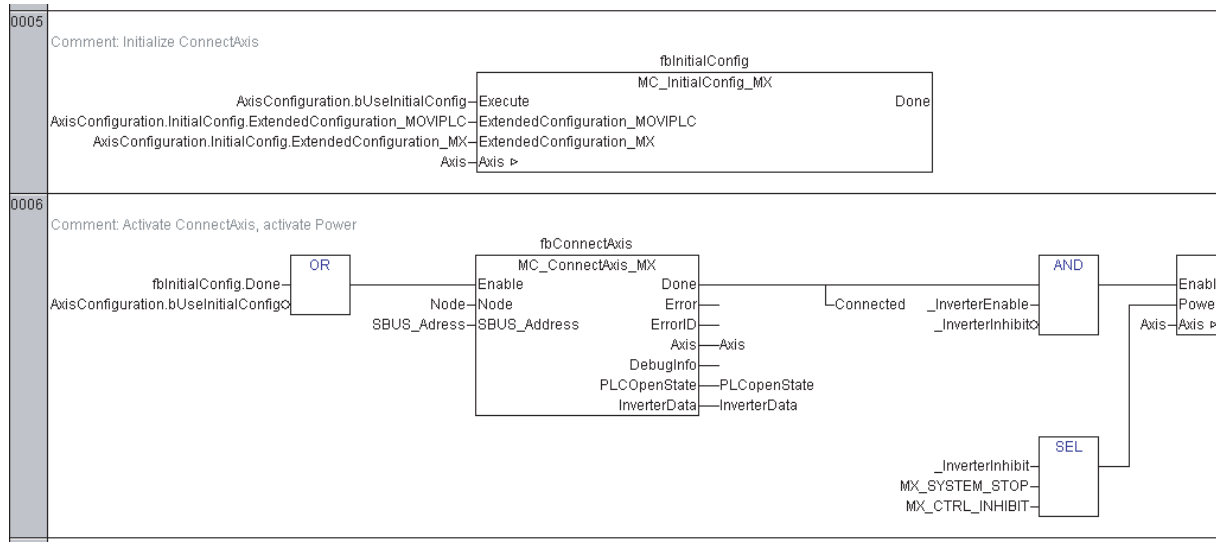 0005
Comment: Initialize ConnectAxis
fbInitialConfig
MC_InitialConfig_MX
AxisConfiguration.bUseInitialConfig Execute Done
AxisConfiguration.InitialConfig.ExtendedConfiguration_MOVIPLC ExtendedConfiguration_MOVIPLC
AxisConfiguration.InitialConfig.ExtendedConfiguration_MX ExtendedConfiguration_MX
Axis Axis
0006
Comment: Activate ConnectAxis, activate Power
fbConnectAxis
OR MC_ConnectAxis_MX AND
fbInitialConfig.Done Enable Done Enabl
AxisConfiguration.bUseInitialConfig Node Node Error Connected _InverterEnable Power
SBUS_Adress SBUS_Address ErrorID _InverterInhibit Axis Axis
Axis Axis
DebugInfo
PLCOpenState PLCopenState
InverterData InverterData
SEL
_InverterInhibit
MX_SYSTEM_STOP
MX_CTRL_INHIBIT